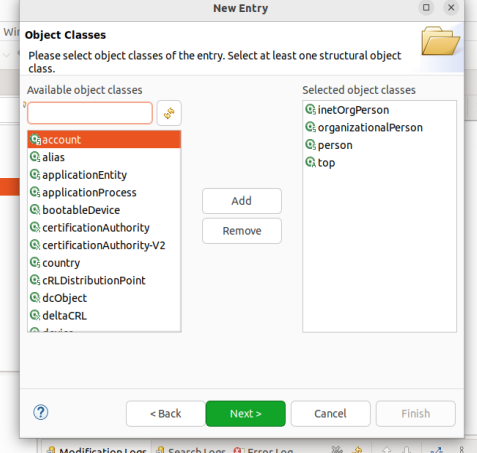 New Entry
Object Classes
Please select object classes of the entry. Select at least one structural object
class.
Available object classes
Selected object classes
account
alias
applicationEntity
applicationProcess
bootableDevice
certificationAuthority
certificationAuthority-V2
country
cRLDistributionPoint
dcObject
deltaCRL
Add
Remove
inetOrgPerson
organizationalPerson
person
top
?
< Back
Next >
Cancel
Finish
Modification Logs
Search Logs
Error Log